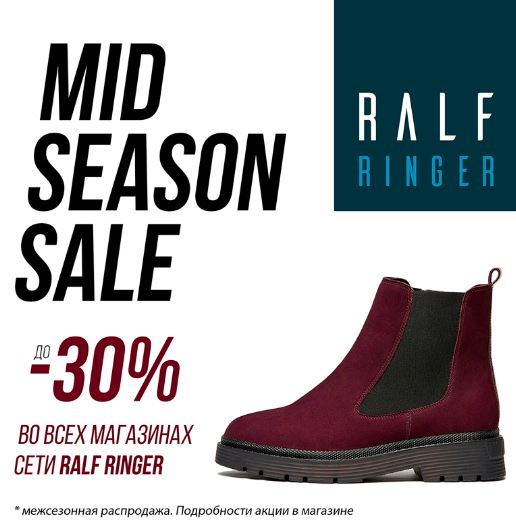 MID
SEASON
SALE
RALF
RINGER
ДО
-30%
ВО ВСЕХ МАГАЗИНАХ
СЕТИ RALF RINGER
* межсезонная распродажа. Подробности акции в магазине